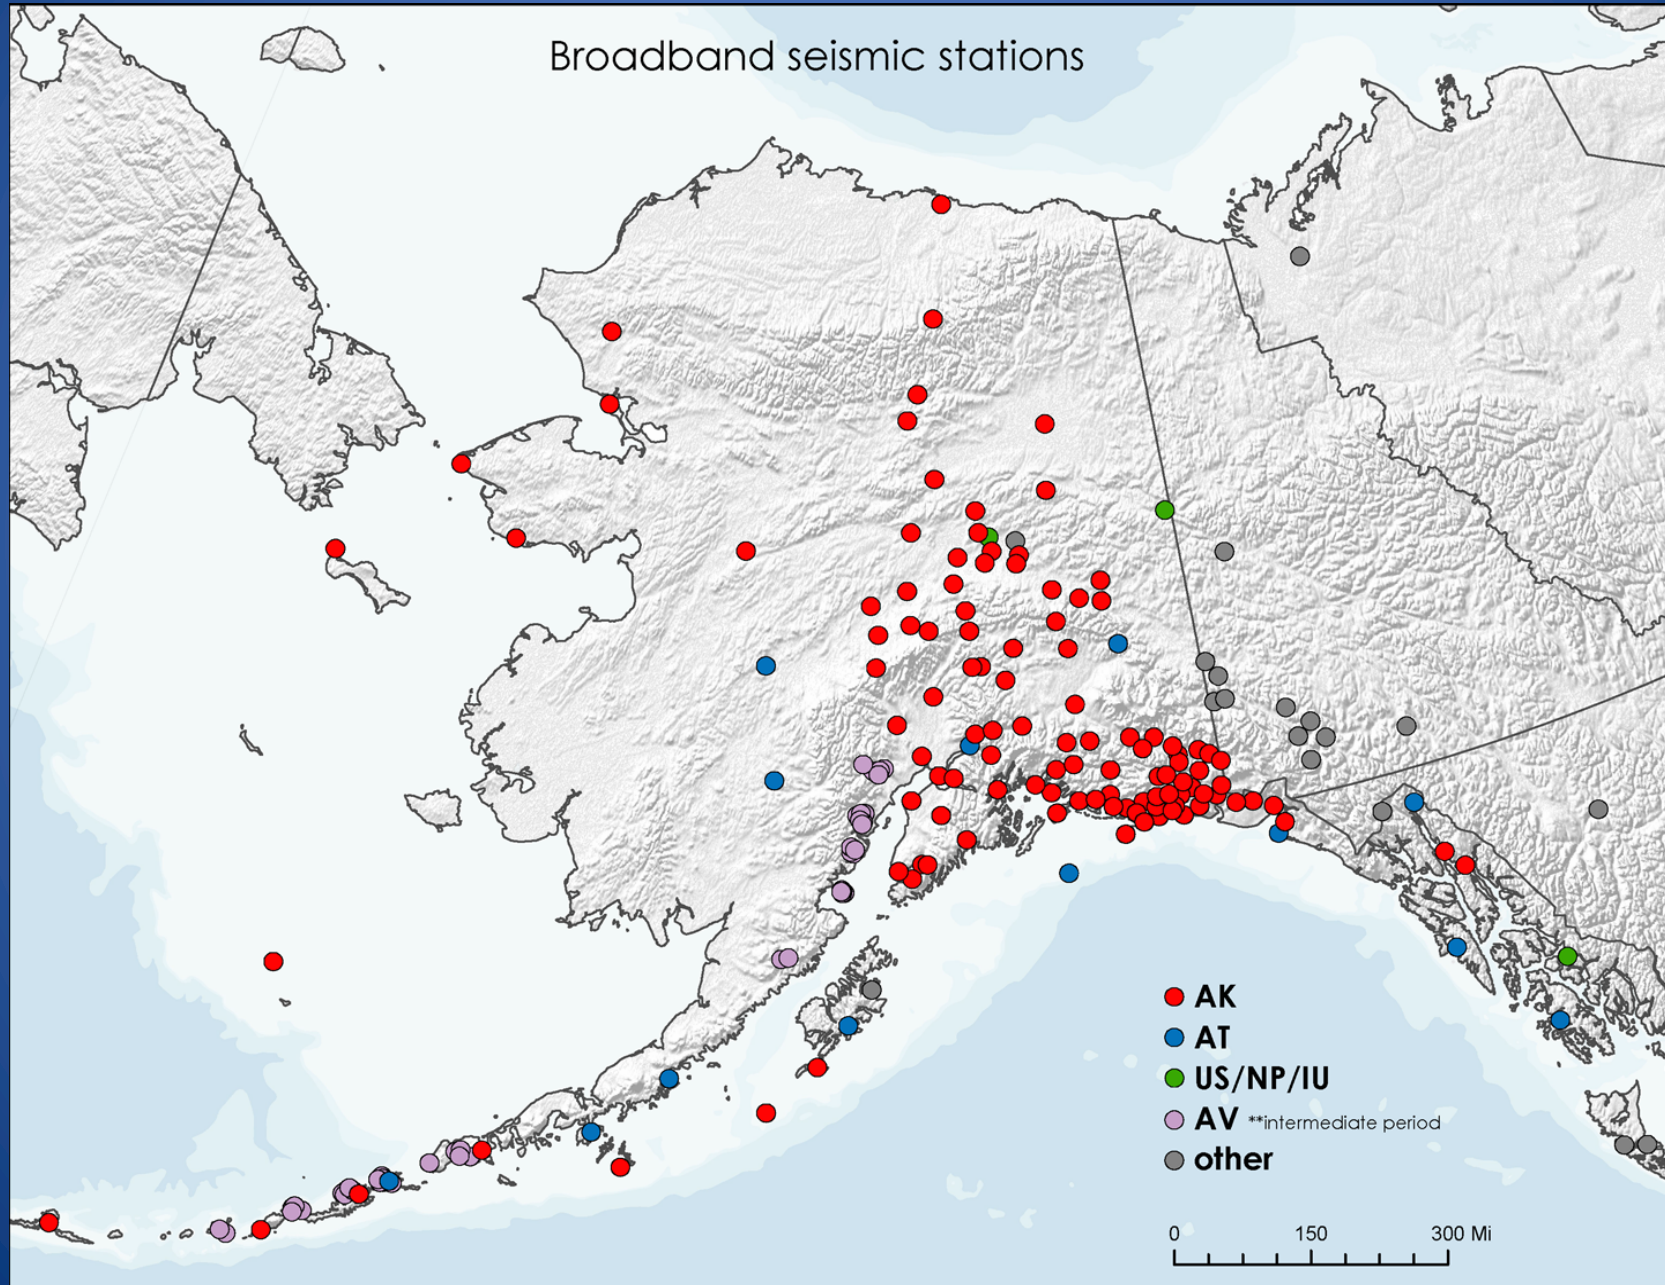 Broadband seismic stations
AK
AT
US/NP/IU
AV **intermediate period
other
0 150 300 Mi